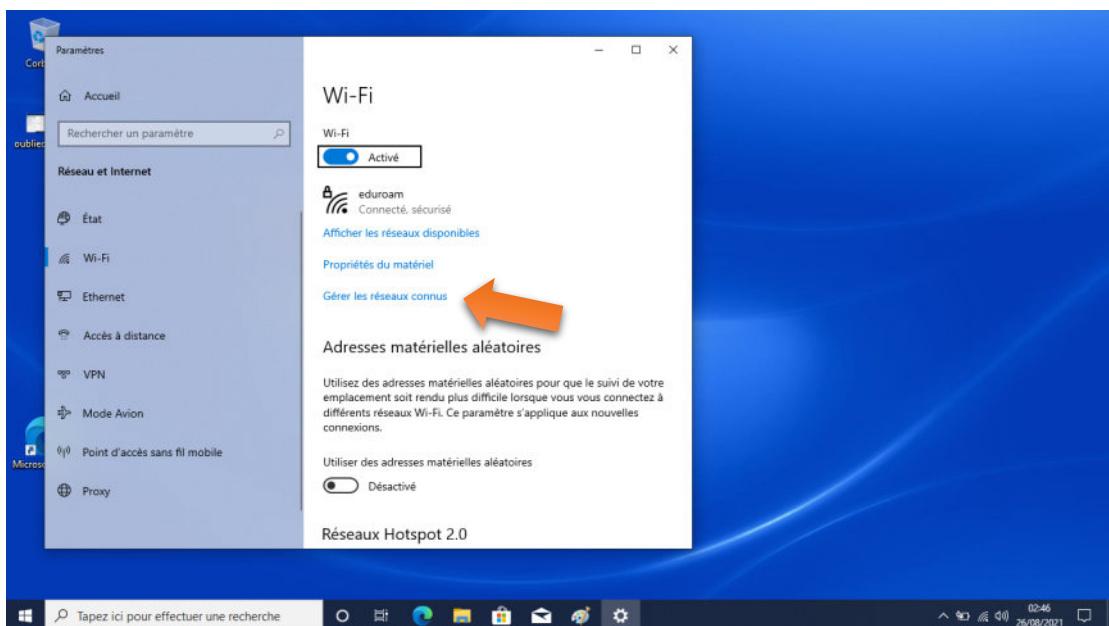 Paramètres
Accueil
Rechercher un paramètre
Réseau et Internet
État
Wi-Fi
Ethernet
Accès à distance
VPN
Mode Avion
Point d'accès sans fil mobile
Proxy
Wi-Fi
Wi-Fi
Activé
eduroam
Connecté, sécurisé
Afficher les réseaux disponibles
Propriétés du matériel
Gérer les réseaux connus
Adresses matérielles aléatoires
Utilisez des adresses matérielles aléatoires pour que le suivi de votre
emplacement soit rendu plus difficile lorsque vous vous connectez à
différents réseaux Wi-Fi. Ce paramètre s'applique aux nouvelles
connexions.
Utiliser des adresses matérielles aléatoires
Désactivé
Réseaux Hotspot 2.0
Tapez ici pour effectuer une recherche
02:46
26/08/2021